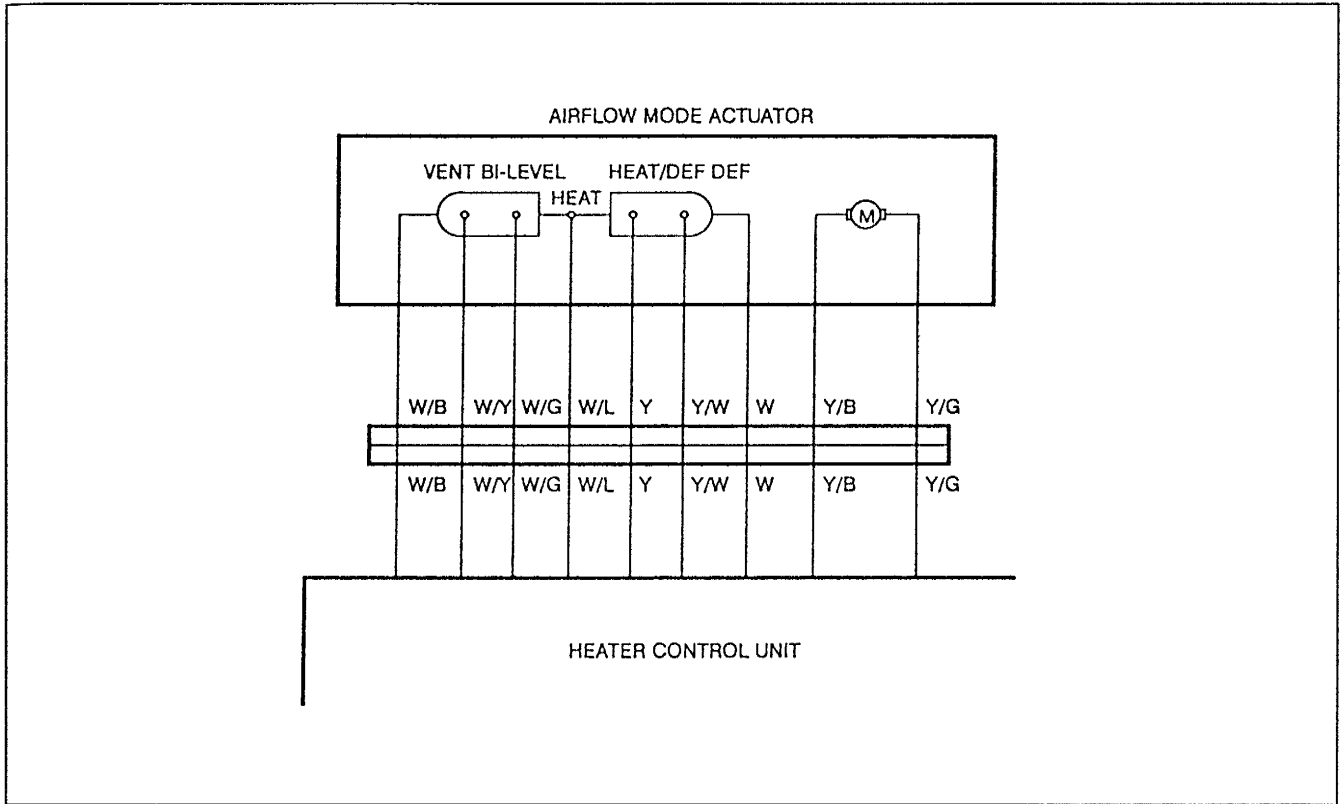 AIRFLOW MODE ACTUATOR
VENT BI-LEVEL HEAT/DEF DEF
HEAT
M
W/B W/Y W/G W/L Y Y/W W Y/B Y/G
W/B W/Y W/G W/L Y Y/W W Y/B Y/G
HEATER CONTROL UNIT